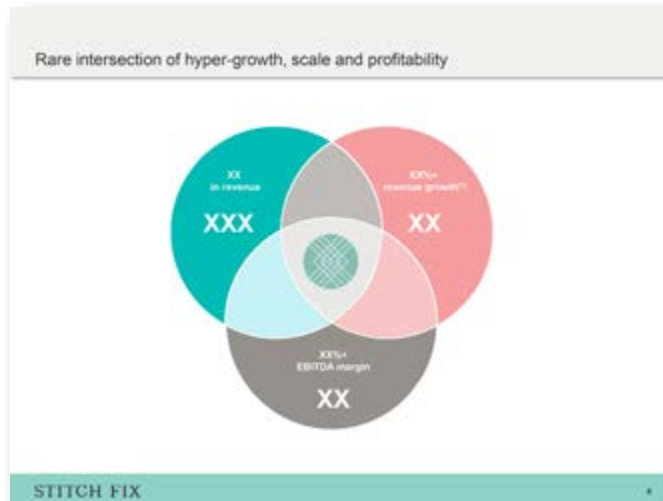 Rare intersection of hyper-growth, scale and profitability
XX
in revenue
XXX
XX%+
revenue growth
XX
XX%+
EBITDA margin
XX
STITCH FIX